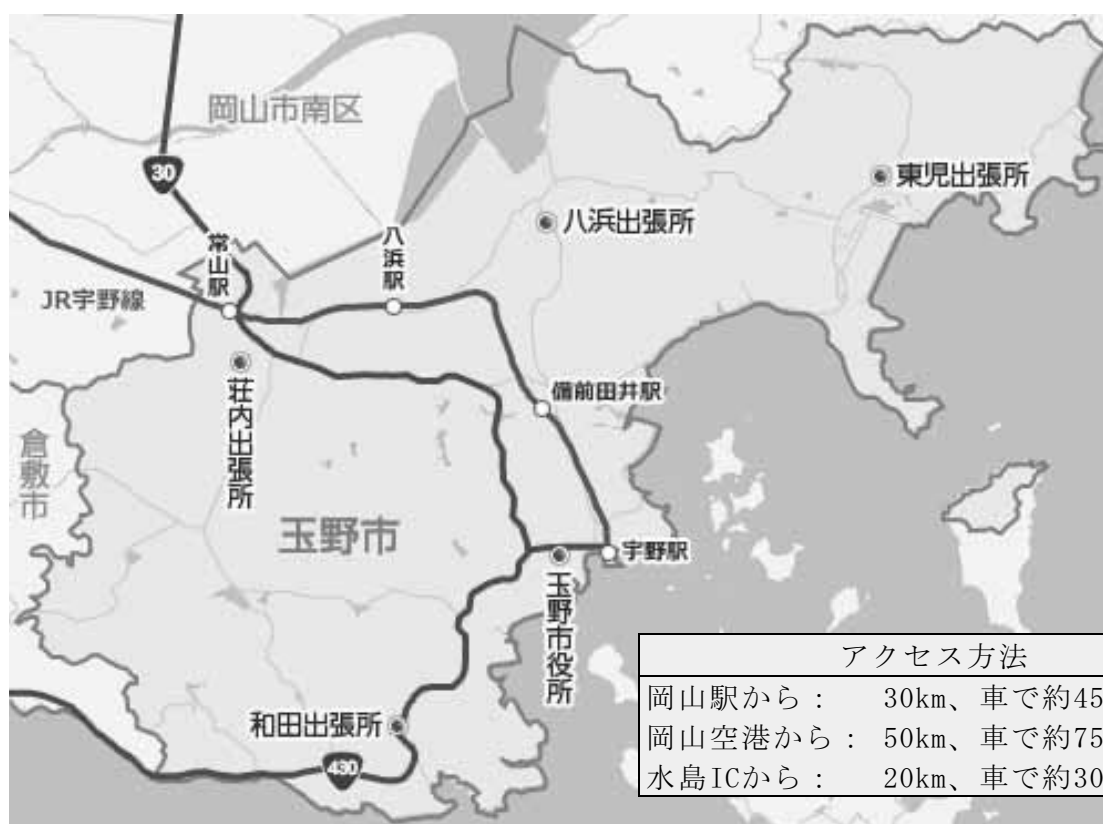 岡山市南区
30
東児出張所
八浜出張所
常山駅
八浜駅
JR宇野線
荘内出張所
備前田井駅
倉敷市
玉野市
宇野駅
玉野市役所
和田出張所
430
アクセス方法
岡山駅から： 30km、車で約45
岡山空港から： 50km、車で約75
水島ICから： 20km、車で約30